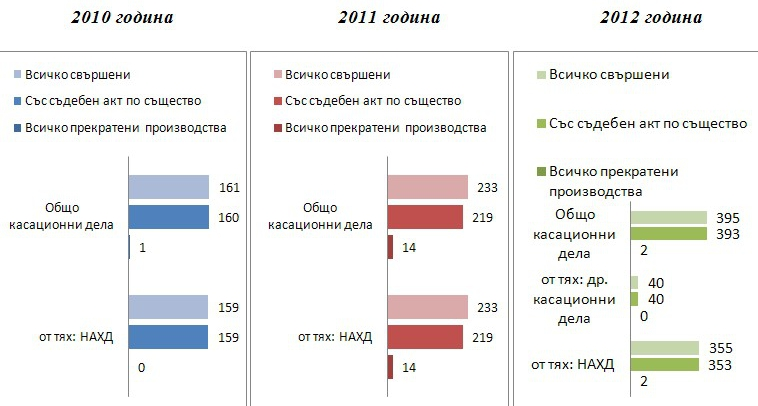 2010 година
2011 година
2012 година
Всичко свършени
Със съдебен акт по същество
Всичко прекратени производства
Общо
касационни дела
161
160
1
от тях: НАХД
159
159
0
Всичко свършени
Със съдебен акт по същество
Всичко прекратени производства
Общо
касационни дела
233
219
14
от тях: НАХД
233
219
14
Всичко свършени
Със съдебен акт по същество
Всичко прекратени
производства
Общо
касационни
дела
395
393
2
от тях: др.
касационни
дела
40
40
0
от тях: НАХД
355
353
2